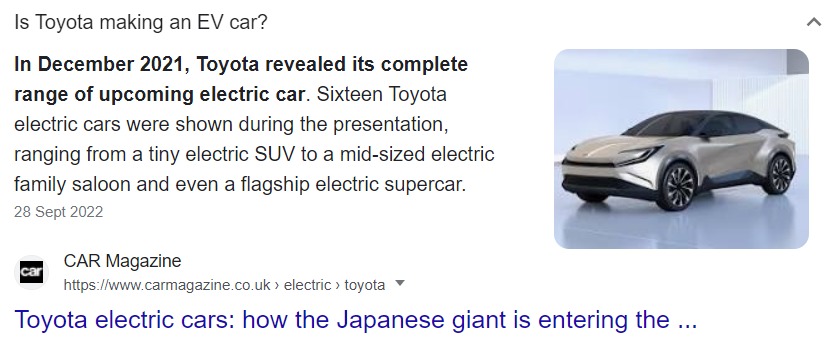 Is Toyota making an EV car?
In December 2021, Toyota revealed its complete
range of upcoming electric car. Sixteen Toyota
electric cars were shown during the presentation,
ranging from a tiny electric SUV to a mid-sized electric
family saloon and even a flagship electric supercar.
28 Sept 2022
car
CAR Magazine
https://www.carmagazine.co.uk › electric › toyota
Toyota electric cars: how the Japanese giant is entering the ...